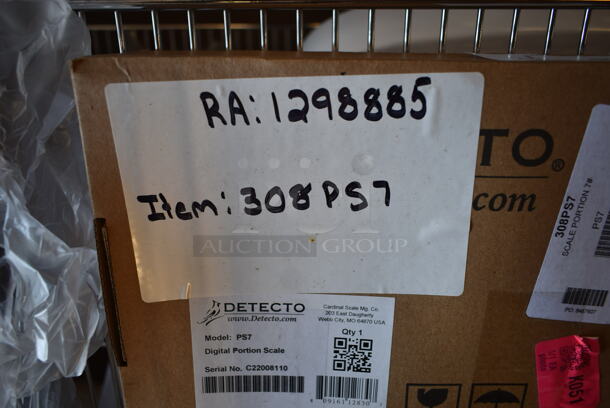 RA: 1298885
Item: 308PS7
AUCTION GROUP
TO®
com
308PS7
SCALE PORTION 7#
PS7
DETECTO
www.Detecto.com
Cardinal Scale Mfg. Co.
203 East Daugherty
Webb City, MO 64870 USA
Model: PS7
Qty 1
Digital Portion Scale
Serial No. C22008110